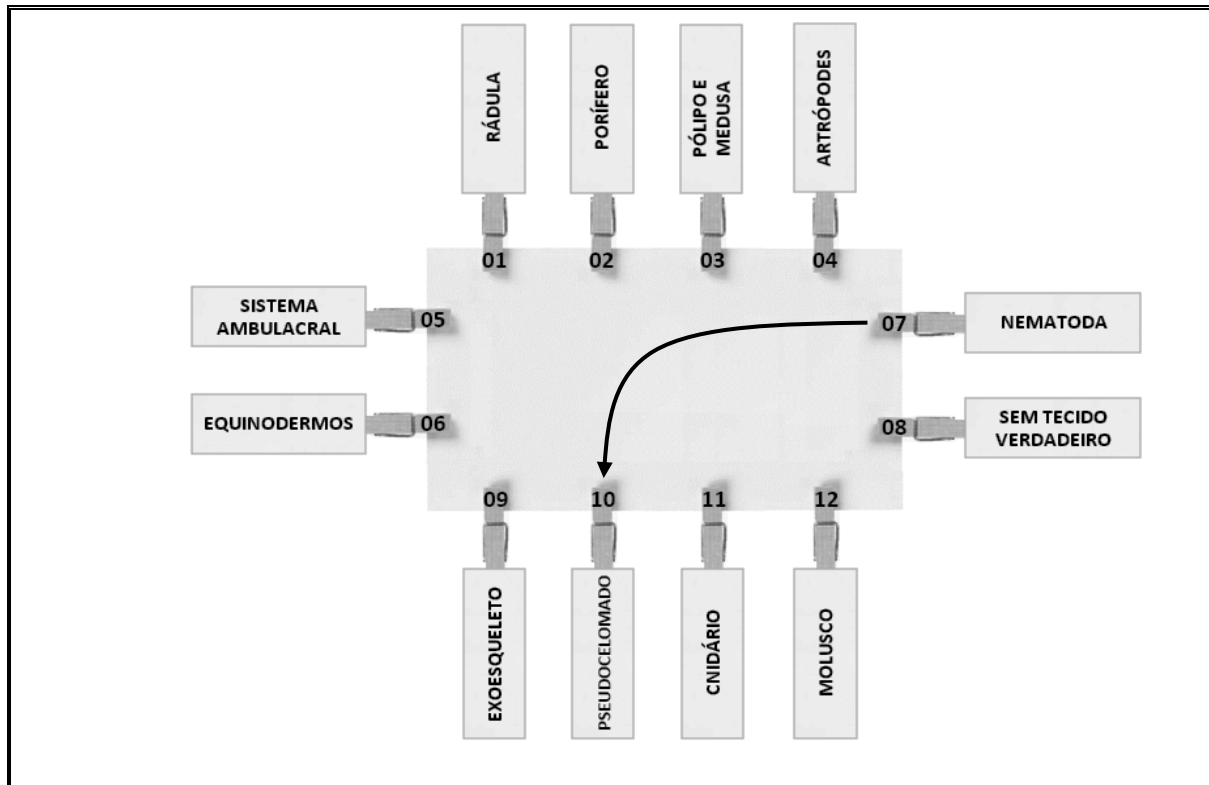 RÁDULA
PORÍFERO
PÓLIPO E
MEDUSA
ARTRÓPODES
01
02
03
04
SISTEMA
AMBULACRAL
05
07
NEMATODA
EQUINODERMOS
06
08
SEM TECIDO
VERDADEIRO
09
10
11
12
EXOESQUELETO
PSEUDOCELOMADO
CNIDÁRIO
MOLUSCO